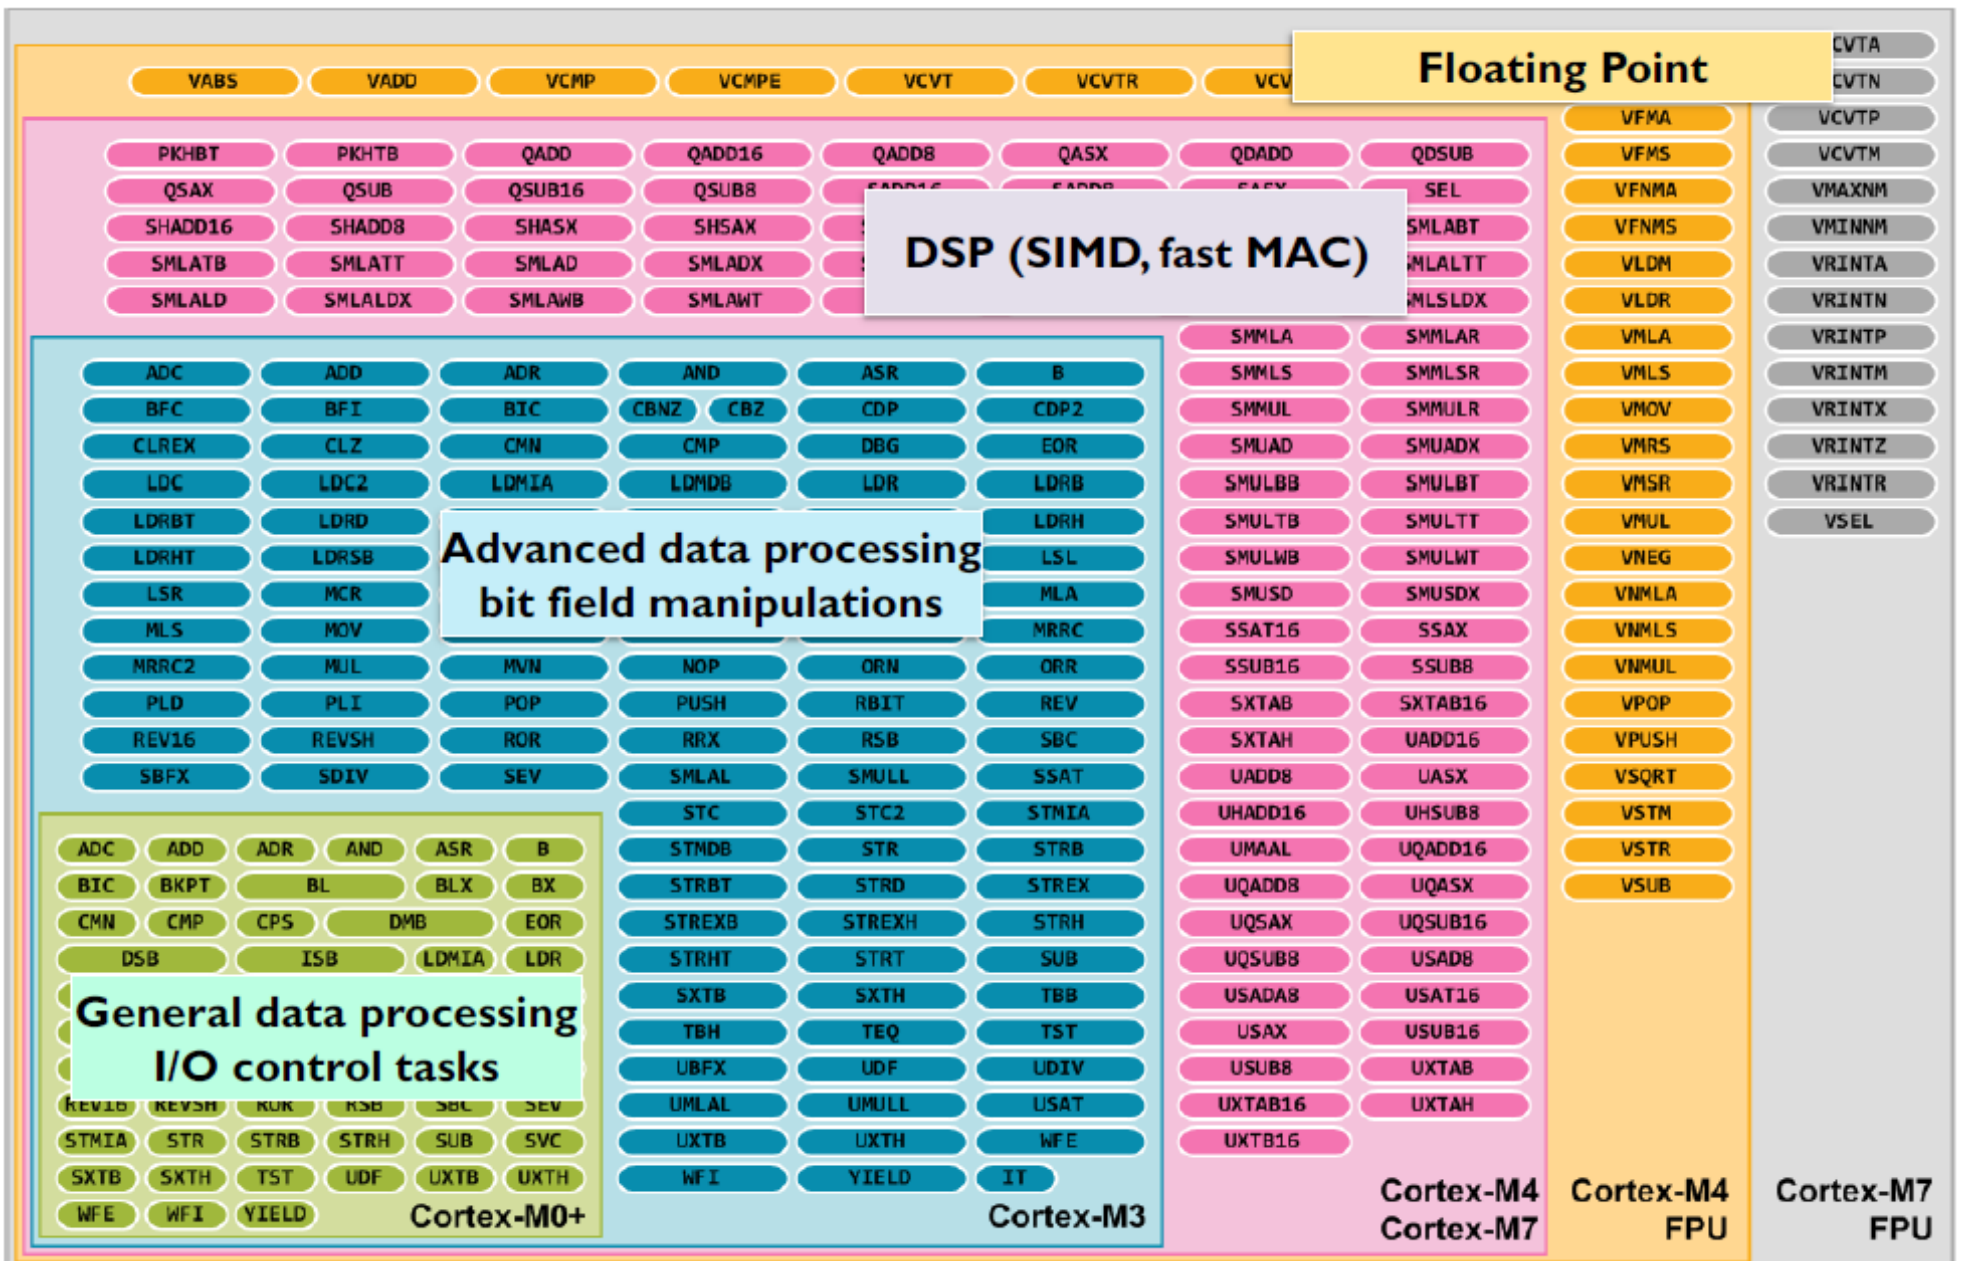 CVTA
Floating Point
VABS VADD VCMP VCMPE VCVT VCVTR VCV CVTN
VFMA VCVTP
PKHBT PKHTB QADD QADD16 QADD8 QASX QDADD QDSUB VFMS VCVTM
QSAX QSUB QSUB16 QSUB8 SADD16 SADD8 SASX SEL VFNMA VMAXNM
SHADD16 SHADD8 SHASX SHSAX SMLABT VFNMS VMINNM
DSP (SIMD, fast MAC)
SMLATB SMLATT SMLAD SMLADX MLALTT VLDM VRINTA
SMLALD SMLALDX SMLAWB SMLAWT MLSLDX VLDR VRINTN
SMMLA SMMLAR VMLA VRINTP
ADC ADD ADR AND ASR B SMMLS SMMLSR VMLS VRINTM
BFC BFI BIC CBNZ CBZ CDP CDP2 SMMUL SMMULR VMOV VRINTX
CLREX CLZ CMN CMP DBG EOR SMUAD SMUADX VMRS VRINTZ
LDC LDC2 LDMIA LDMDB LDR LDRB SMULBB SMULBT VMSR VRINTR
LDRBT LDRD LDRH SMULTB SMULTT VMUL VSEL
Advanced data processing
LDRHT LDRSB LSL SMULWB SMULWT VNEG
bit field manipulations
LSR MCR MLA SMUSD SMUSDX VNMLA
MLS MOV MRRC SSAT16 SSAX VNMLS
MRRC2 MUL MVN NOP ORN ORR SSUB16 SSUB8 VNMUL
PLD PLI POP PUSH RBIT REV SXTAB SXTAB16 VPOP
REV16 REVSH ROR RRX RSB SBC SXTAH UADD16 VPUSH
SBFX SDIV SEV SMLAL SMULL SSAT UADD8 UASX VSQRT
STC STC2 STMIA UHADD16 UHSUB8 VSTM
ADC ADD ADR AND ASR B STMDB STR STRB UMAAL UQADD16 VSTR
BIC BKPT BL BLX BX STRBT STRD STREX UQADD8 UQASX VSUB
CMN CMP CPS DMB EOR STREXB STREXH STRH UQSAX UQSUB16
DSB ISB LDMIA LDR STRHT STRT SUB UQSUB8 USAD8
SXTB SXTH TBB USADA8 USAT16
General data processing
TBH TEQ TST USAX USUB16
I/O control tasks
UBFX UDF UDIV USUB8 UXTAB
REV16 REVSH ROR RSB SBC SEV UMLAL UMULL USAT UXTAB16 UXTAH
STMIA STR STRB STRH SUB SVC UXTB UXTH WFE UXTB16
SXTB SXTH TST UDF UXTB UXTH WFI YIELD IT
WFE WFI YIELD
Cortex-M0+
Cortex-M3
Cortex-M4
Cortex-M7
Cortex-M4
FPU
Cortex-M7
FPU